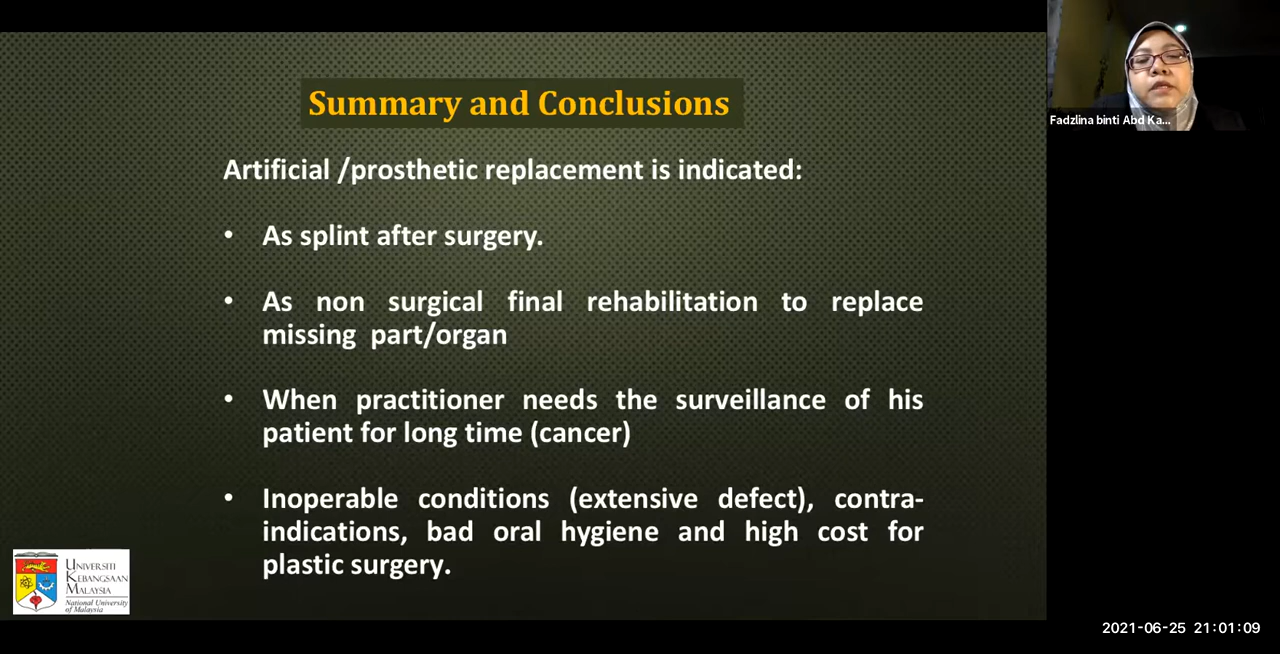 Summary and Conclusions
Artificial /prosthetic replacement is indicated:
• As splint after surgery.
• As non surgical final rehabilitation to replace
missing part/organ
• When practitioner needs the surveillance of his
patient for long time (cancer)
• Inoperable conditions (extensive defect), contra-
indications, bad oral hygiene and high cost for
plastic surgery.
UNIVERSITI
KEBANGSAAN
MALAYSIA
National University
of Malaysia
Fadzlina binti Abd Ka...
2021-06-25 21:01:09